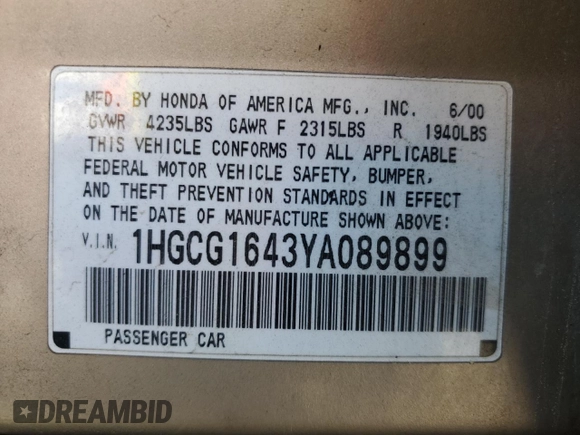 MFD. BY HONDA OF AMERICA MFG., INC. 6/00
GVWR 4235LBS GAWR F 2315LBS R 1940LBS
THIS VEHICLE CONFORMS TO ALL APPLICABLE
FEDERAL MOTOR VEHICLE SAFETY, BUMPER,
AND THEFT PREVENTION STANDARDS IN EFFECT
ON THE DATE OF MANUFACTURE SHOWN ABOVE:
V.I.N. 1HGCG1643YA089899
PASSENGER CAR
DREAMBID